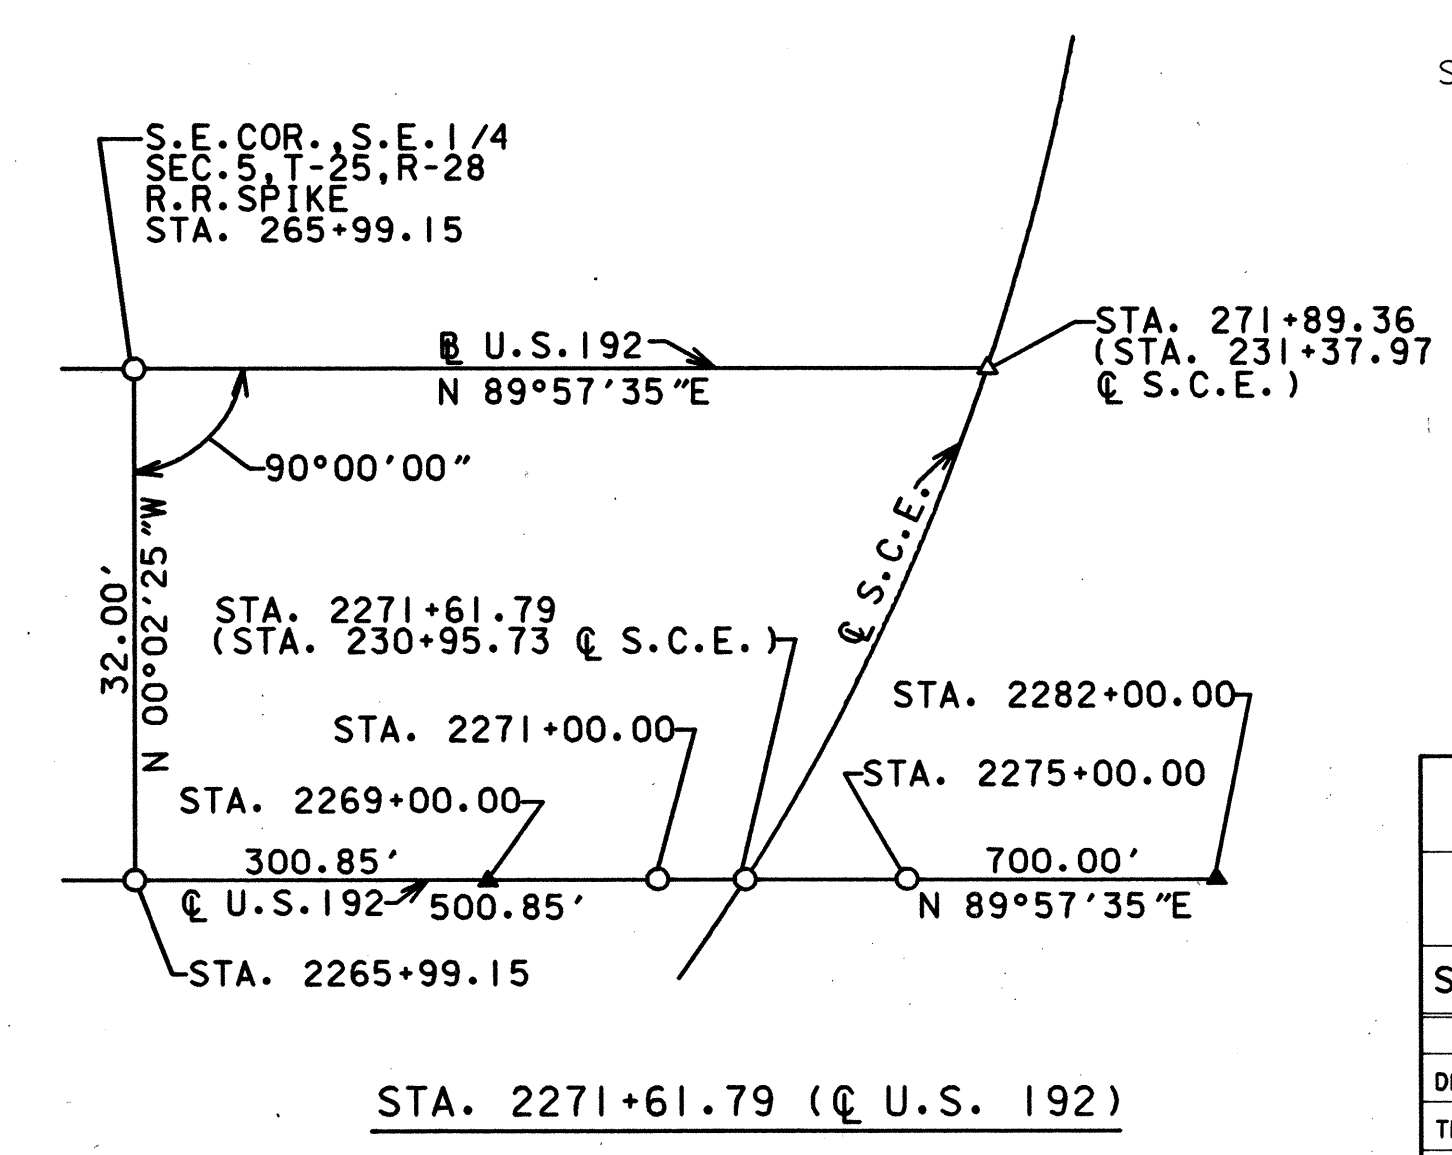 S.E.COR.,S.E.1/4
SEC.5,T-25,R-28
R.R.SPIKE
STA. 265+99.15
℄ S.C.E.
STA. 271+89.36
(STA. 231+37.97
℄ S.C.E.)
U.S.192
N 89°57'35"E
90°00'00"
32.00'
N 00°02'25"W
STA. 2271+61.79
(STA. 230+95.73 ℄ S.C.E.)
STA. 2282+00.00
STA. 2271+00.00
STA. 2275+00.00
STA. 2269+00.00
300.85'
700.00'
℄ U.S.192
500.85'
N 89°57'35"E
STA. 2265+99.15
STA. 2271+61.79 (℄ U.S. 192)